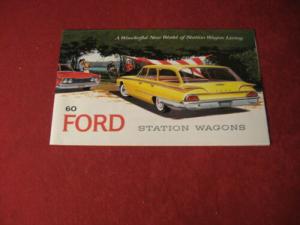 A Wonderful New World of Station Wagon Living
60
FORD
STATION WAGONS